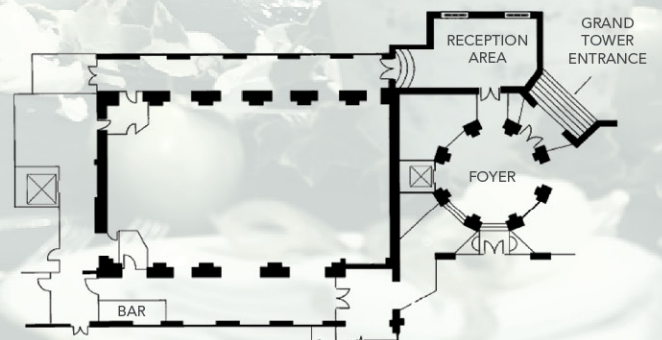 RECEPTION
AREA
GRAND
TOWER
ENTRANCE
FOYER
BAR